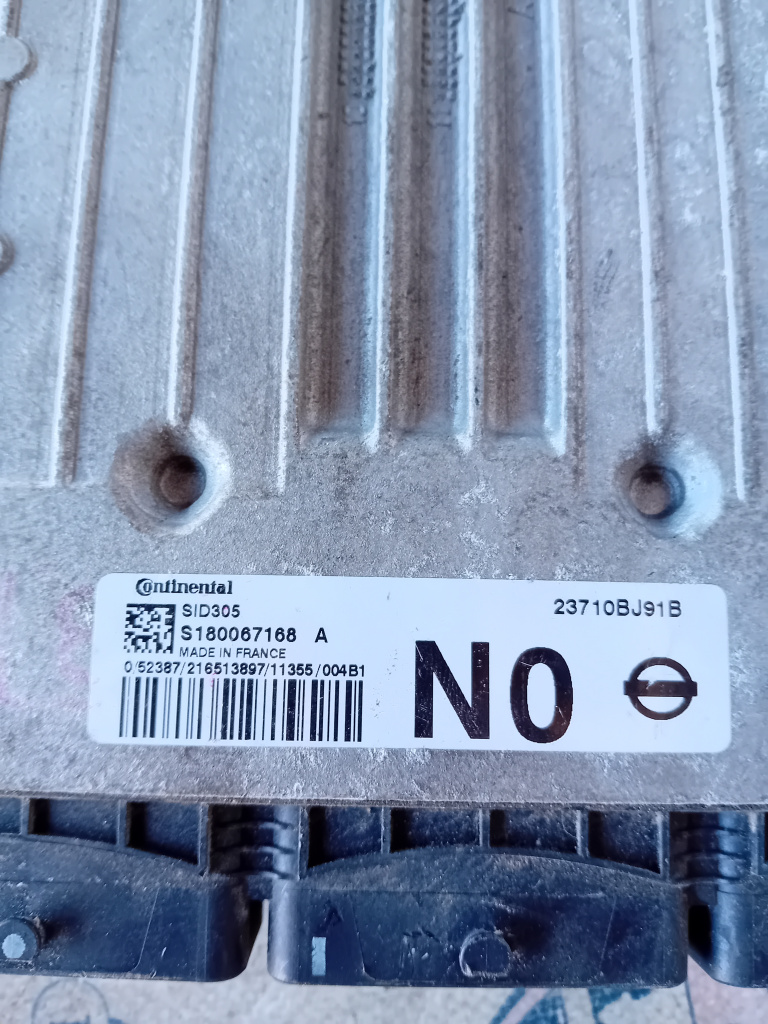 Continental
SID305
23710BJ91B
S180067168 A
MADE IN FRANCE
0/52387/216513897/11355/004B1
N0